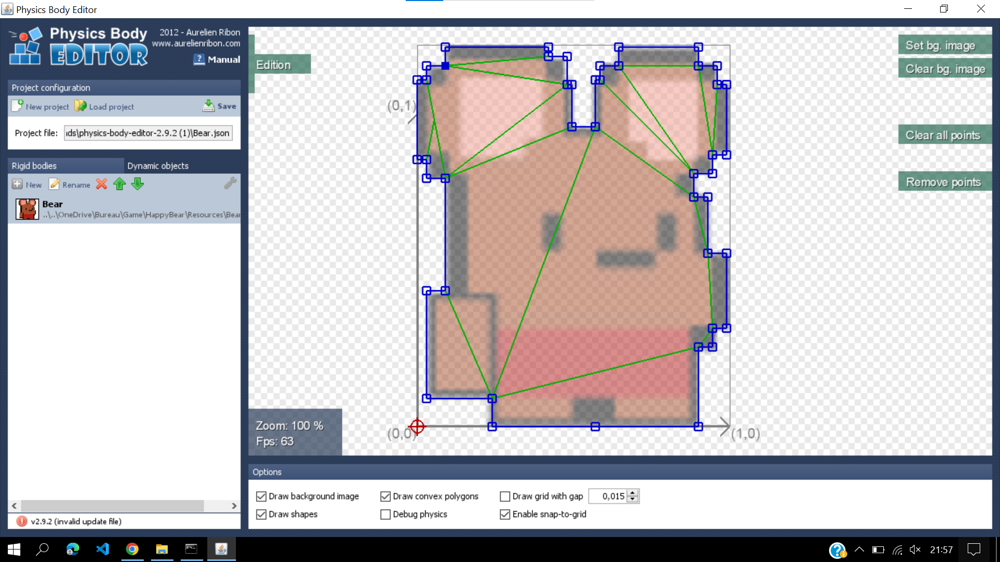 Physics Body Editor
Physics Body
EDITOR
2012 - Aurelien Ribon
www.aurelienribon.com
Manual
Project configuration
New project
Load project
Save
Project file:
ıds\physics-body-editor-2.9.2 (1)\Bear.json
Rigid bodies
Dynamic objects
New
Rename
Bear
..\..\OneDrive\Bureau\Game\HappyBear\Resources\Bear
v2.9.2 (invalid update file)
Edition
Set bg. image
Clear bg. image
Clear all points
Remove points
(0,1)
(0,0)
(1,0)
Zoom: 100 %
Fps: 63
Options
Draw background image
Draw convex polygons
Draw grid with gap
0,015
Draw shapes
Debug physics
Enable snap-to-grid
21:57